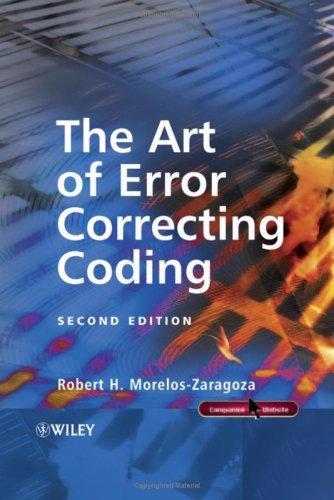 The Art
of Error
Correcting
Coding
SECOND EDITION
Robert H. Morelos-Zaragoza
Companion Website
WILEY